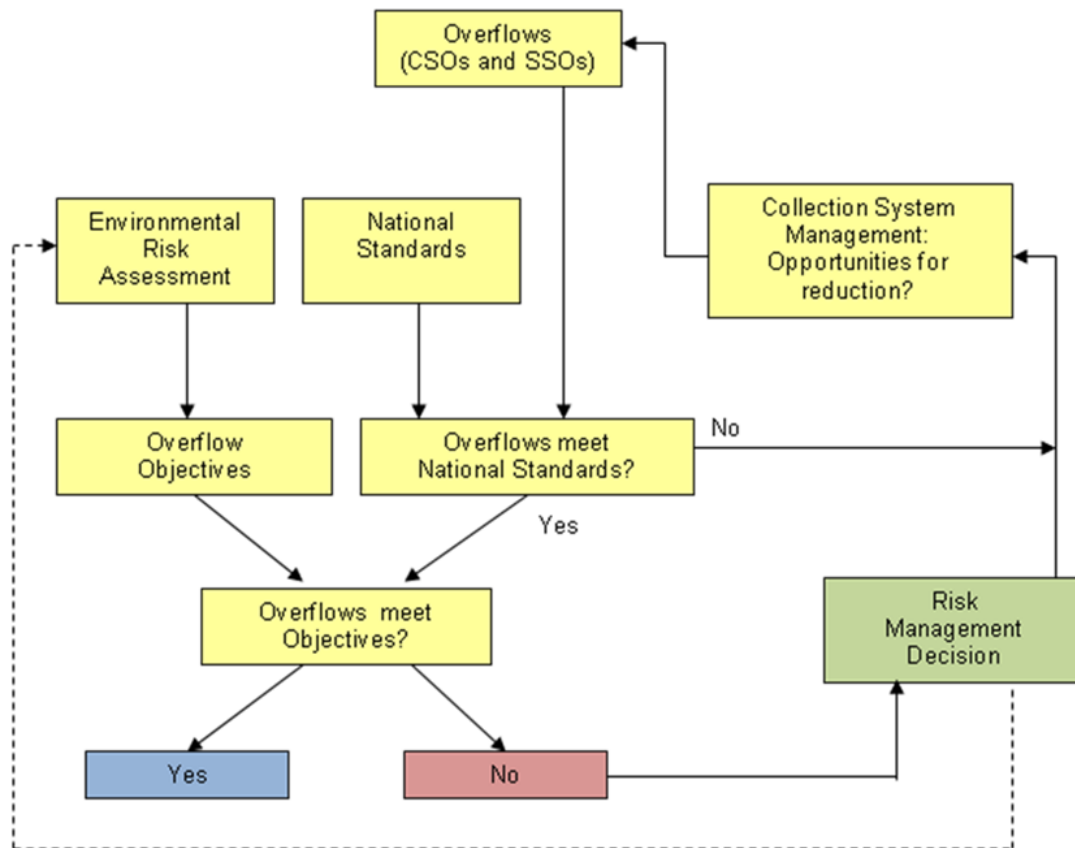 Overflows
(CSOs and SSOs)
Environmental
Risk
Assessment
National
Standards
Collection System
Management:
Opportunities for
reduction?
Overflow
Objectives
Overflows meet
National Standards?
No
Yes
Overflows meet
Objectives?
Risk
Management
Decision
Yes
No